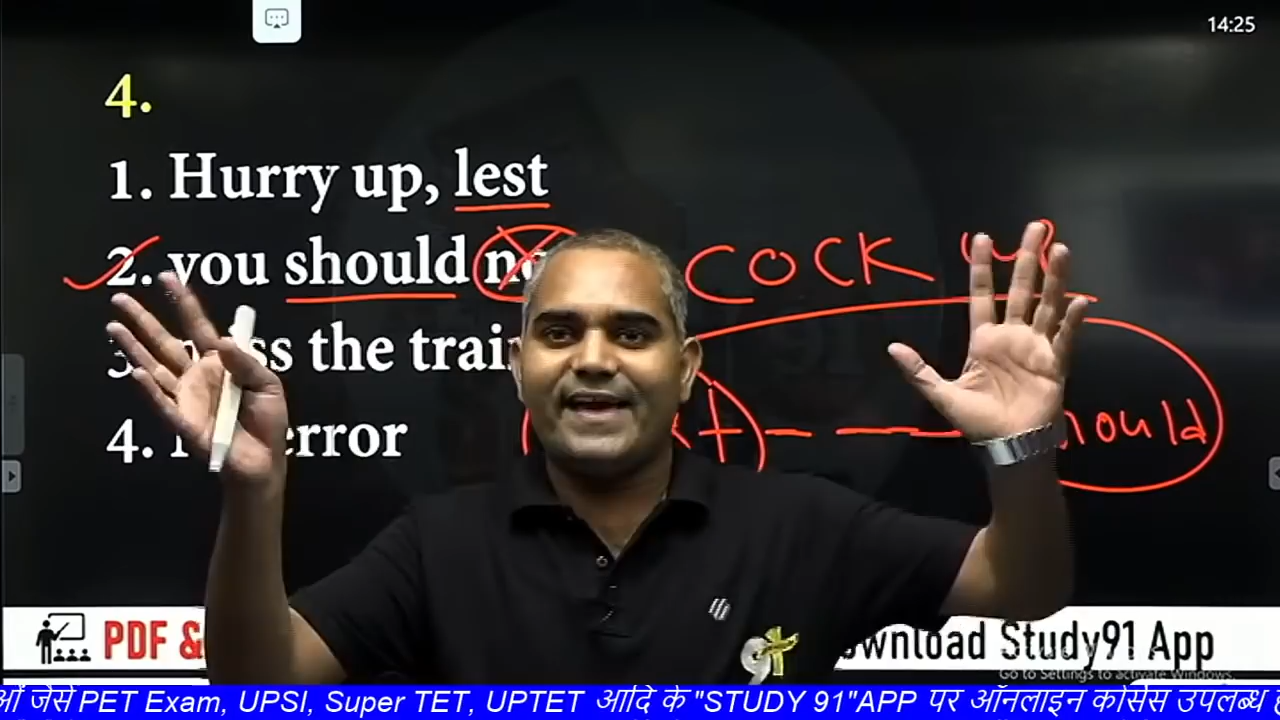 14:25
4.
1. Hurry up, lest
2. you should
COCK
the train
4. error
should
PDF &
Download Study91 App
Go to Settings to activate Windows.
91
जैसे PET Exam, UPSI, Super TET, UPTET आदि के "STUDY 91"APP पर ऑनलाइन कोर्सेस उपलब्ध